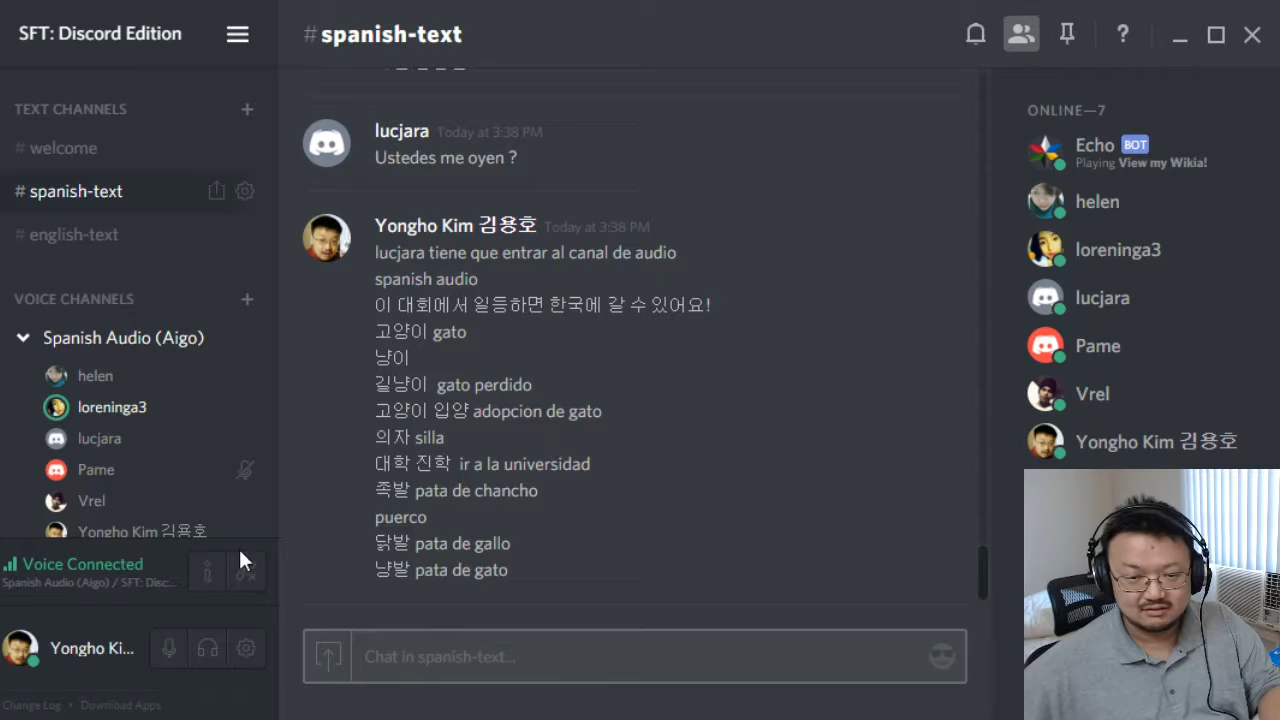 SFT: Discord Edition
#spanish-text
TEXT CHANNELS
# welcome
# spanish-text
# english-text
VOICE CHANNELS
Spanish Audio (Aigo)
helen
loreninga3
lucjara
Pame
Vrel
Yongho Kim 김용호
Voice Connected
Spanish Audio (Aigo) / SFT: Disc...
Yongho Ki...
Change Log • Download Apps
lucjara Today at 3:38 PM
Ustedes me oyen ?
Yongho Kim 김용호 Today at 3:38 PM
lucjara tiene que entrar al canal de audio
spanish audio
이 대회에서 일등하면 한국에 갈 수 있어요!
고양이 gato
냥이
길냥이 gato perdido
고양이 입양 adopcion de gato
의자 silla
대학 진학 ir a la universidad
족발 pata de chancho
puerco
닭발 pata de gallo
냥발 pata de gato
Chat in spanish-text...
ONLINE—7
Echo BOT
Playing View my Wikia!
helen
loreninga3
lucjara
Pame
Vrel
Yongho Kim 김용호